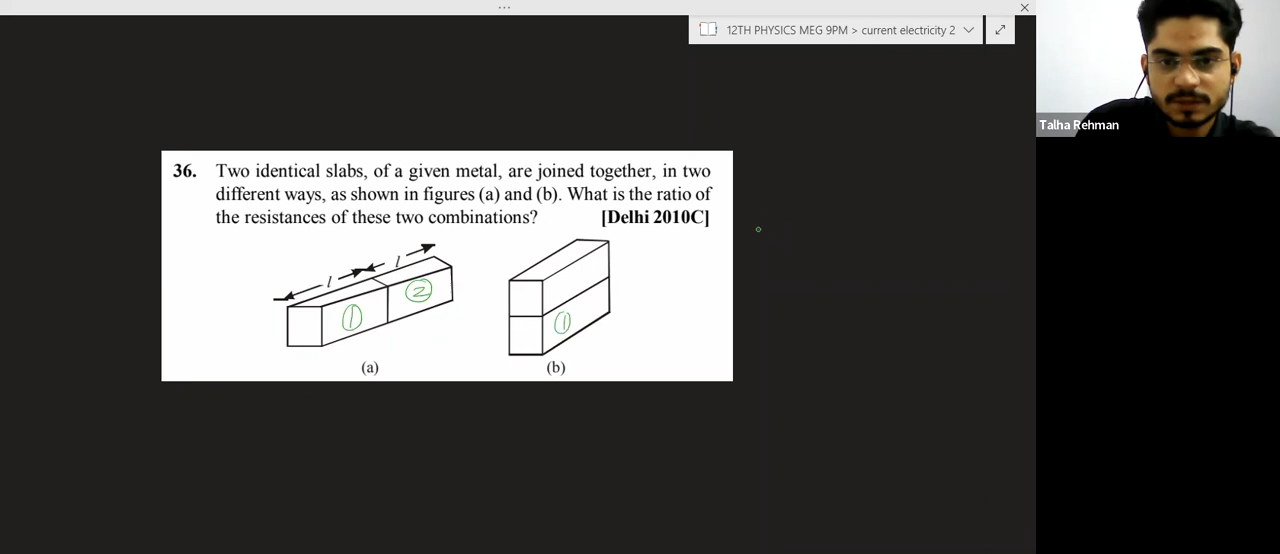 12TH PHYSICS MEG 9PM > current electricity 2
Talha Rehman
36. Two identical slabs, of a given metal, are joined together, in two
different ways, as shown in figures (a) and (b). What is the ratio of
the resistances of these two combinations? [Delhi 2010C]
l l
① ②
①
(a) (b)